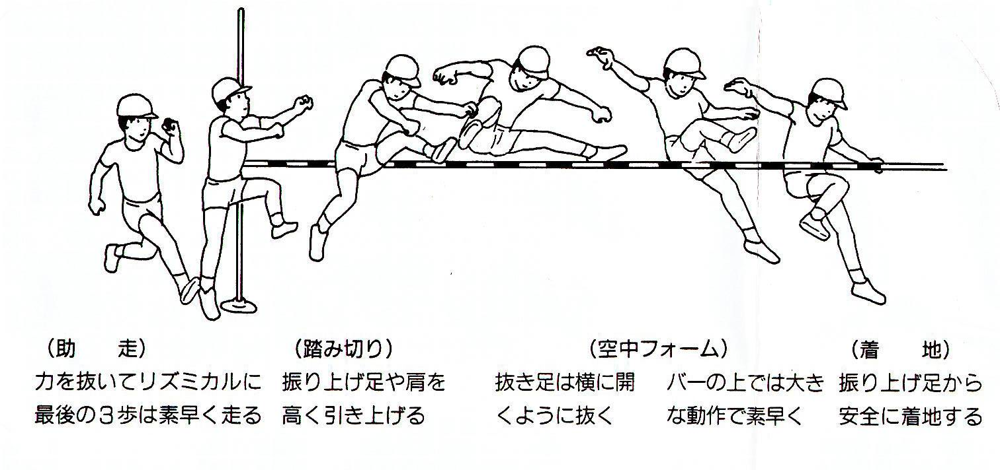 （助　走）
力を抜いてリズミカルに
最後の３歩は素早く走る
（踏み切り）
振り上げ足や肩を
高く引き上げる
（空中フォーム）
抜き足は横に開
くように抜く
バーの上では大き
な動作で素早く
（着　地）
振り上げ足から
安全に着地する